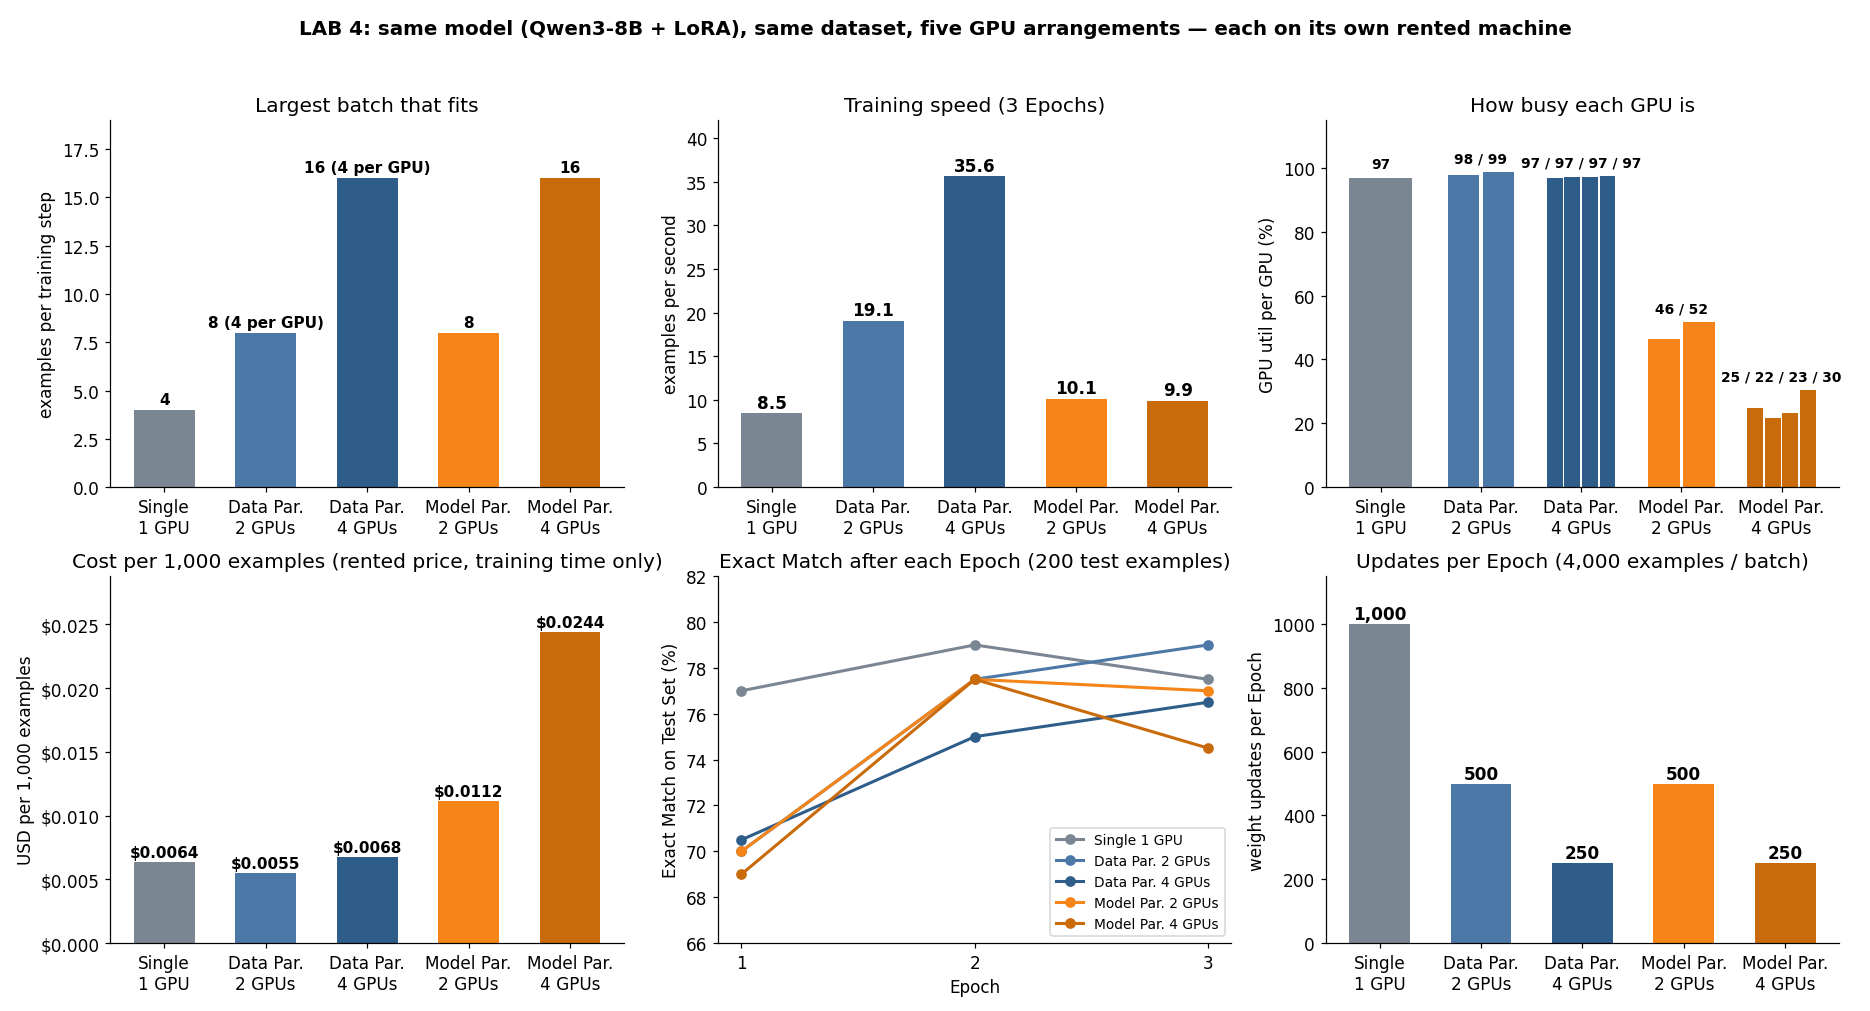 LAB 4: same model (Qwen3-8B + LoRA), same dataset, five GPU arrangements — each on its own rented machine
Largest batch that fits
examples per training step
17.5
15.0
12.5
10.0
7.5
5.0
2.5
0.0
4
8 (4 per GPU)
16 (4 per GPU)
8
16
Single
1 GPU
Data Par.
2 GPUs
Data Par.
4 GPUs
Model Par.
2 GPUs
Model Par.
4 GPUs
Training speed (3 Epochs)
examples per second
40
35
30
25
20
15
10
5
0
8.5
19.1
35.6
10.1
9.9
Single
1 GPU
Data Par.
2 GPUs
Data Par.
4 GPUs
Model Par.
2 GPUs
Model Par.
4 GPUs
How busy each GPU is
GPU util per GPU (%)
100
80
60
40
20
0
97
98 / 99
97 / 97 / 97 / 97
46 / 52
25 / 22 / 23 / 30
Single
1 GPU
Data Par.
2 GPUs
Data Par.
4 GPUs
Model Par.
2 GPUs
Model Par.
4 GPUs
Cost per 1,000 examples (rented price, training time only)
USD per 1,000 examples
$0.025
$0.020
$0.015
$0.010
$0.005
$0.000
$0.0064
$0.0055
$0.0068
$0.0112
$0.0244
Single
1 GPU
Data Par.
2 GPUs
Data Par.
4 GPUs
Model Par.
2 GPUs
Model Par.
4 GPUs
Exact Match after each Epoch (200 test examples)
Exact Match on Test Set (%)
82
80
78
76
74
72
70
68
66
Single 1 GPU
Data Par. 2 GPUs
Data Par. 4 GPUs
Model Par. 2 GPUs
Model Par. 4 GPUs
1
2
3
Epoch
Updates per Epoch (4,000 examples / batch)
weight updates per Epoch
1000
800
600
400
200
0
1,000
500
250
500
250
Single
1 GPU
Data Par.
2 GPUs
Data Par.
4 GPUs
Model Par.
2 GPUs
Model Par.
4 GPUs